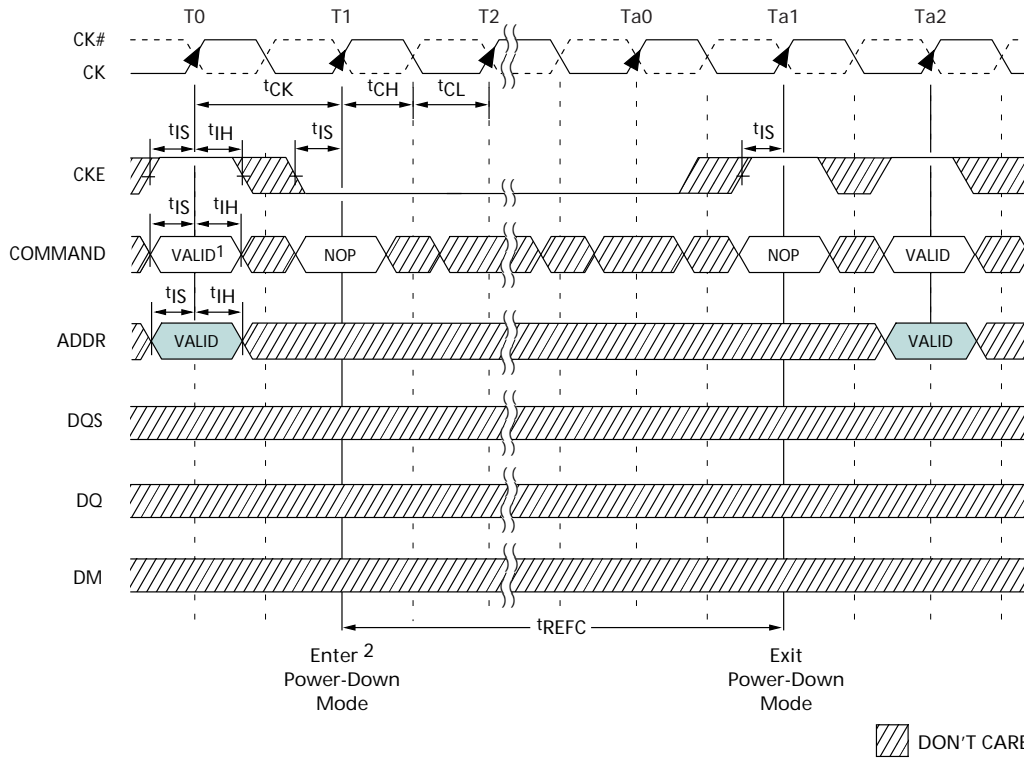 T0 T1 T2 Ta0 Ta1 Ta2
CK#
CK
tCK tCH tCL
tIS tIH tIS tIS
CKE
tIS tIH
COMMAND VALID1 NOP NOP VALID
tIS tIH
ADDR VALID VALID
DQS
DQ
DM
tREFC
Enter 2
Power-Down
Mode
Exit
Power-Down
Mode
DON'T CARE